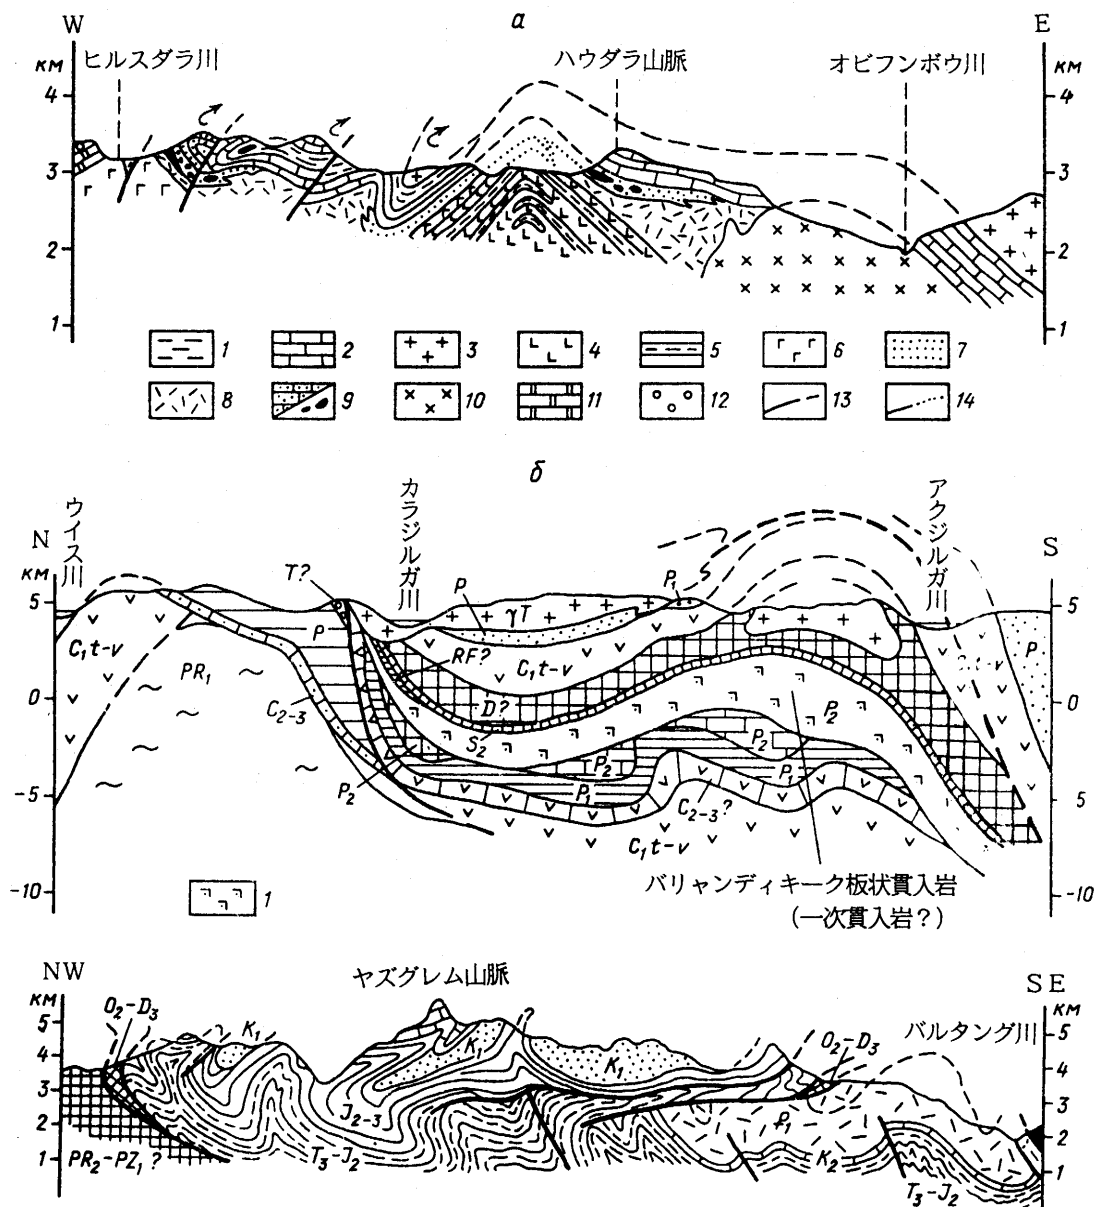 W a E
км ヒルスダラ川 ハウダラ山脈 オビフンボウ川 км
4 4
3 3
2 2
1 1
1 2 3 4 5 6 7
8 9 10 11 12 13 14
б
N ウイス川 カラジルガ川 アクジルガ川 S
км км
T? P P₁
5 γT 5
P RF?
C₁t-v PR₁ C₁t-v P
0 C₂₋₃ D? P₂ 0
S₂ P₂
P₂ P₂ P₁
-5 P₁ C₂₋₃? 5
C₁t-v
バリャンディキーク板状貫入岩
(一次貫入岩?)
-10 1 -10
NW ヤズグレム山脈 SE
км O₂-D₃ K₁ ? O₂-D₃ バルタング川 км
5 5
4 K₁ K₁ 4
3 J₂₋₃ 3
2 P₁ 2
1 PR₂-PZ₁? T₃-J₂ K₂ 1
T₃-J₂